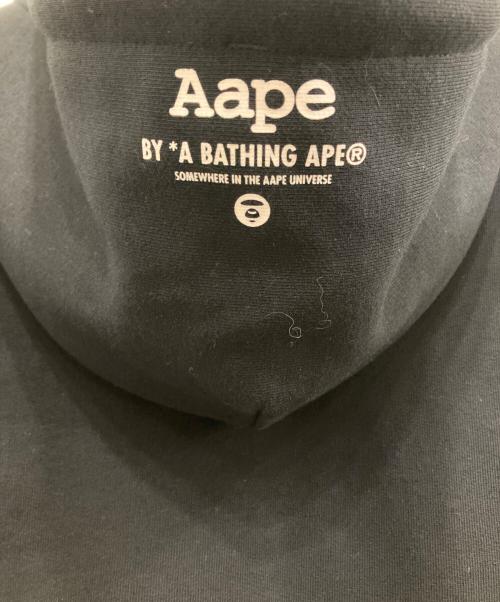 Aape
BY *A BATHING APE®
SOMEWHERE IN THE AAPE UNIVERSE